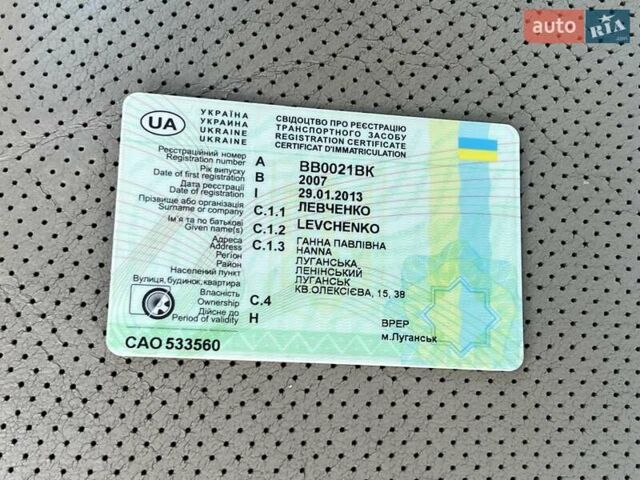 auto RIA.com
UA
УКРАЇНА
УКРАИНА
UKRAINE
UKRAINE
СВІДОЦТВО ПРО РЕЄСТРАЦІЮ
ТРАНСПОРТНОГО ЗАСОБУ
REGISTRATION CERTIFICATE
CERTIFICAT D'IMMATRICULATION
Реєстраційний номер
Registration number A BB0021BK
Рік випуску
Date of first registration B 2007
Дата реєстрації
Date of registration I 29.01.2013
Прізвище або організація
Surname or company C.1.1 ЛЕВЧЕНКО
Ім'я та по батькові
Given name(s) C.1.2 LEVCHENKO
Адреса
Address C.1.3 ГАННА ПАВЛІВНА
HANNA
Регіон ЛУГАНСЬКА,
Район ЛЕНІНСЬКИЙ
Населений пункт ЛУГАНСЬК
Вулиця, будинок, квартира КВ.ОЛЕКСІЄВА, 15, 38
Власність
Ownership C.4
Дійсне до
Period of validity H
ВРЕР
м.Луганськ
САО 533560